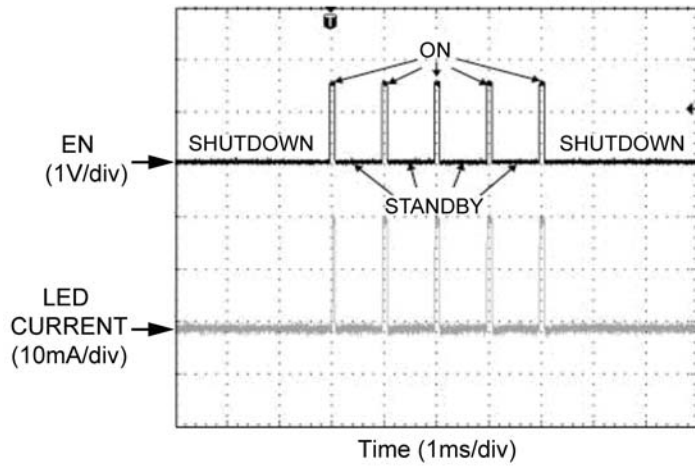 T
ON
EN
(1V/div)
SHUTDOWN
SHUTDOWN
STANDBY
LED
CURRENT
(10mA/div)
Time (1ms/div)